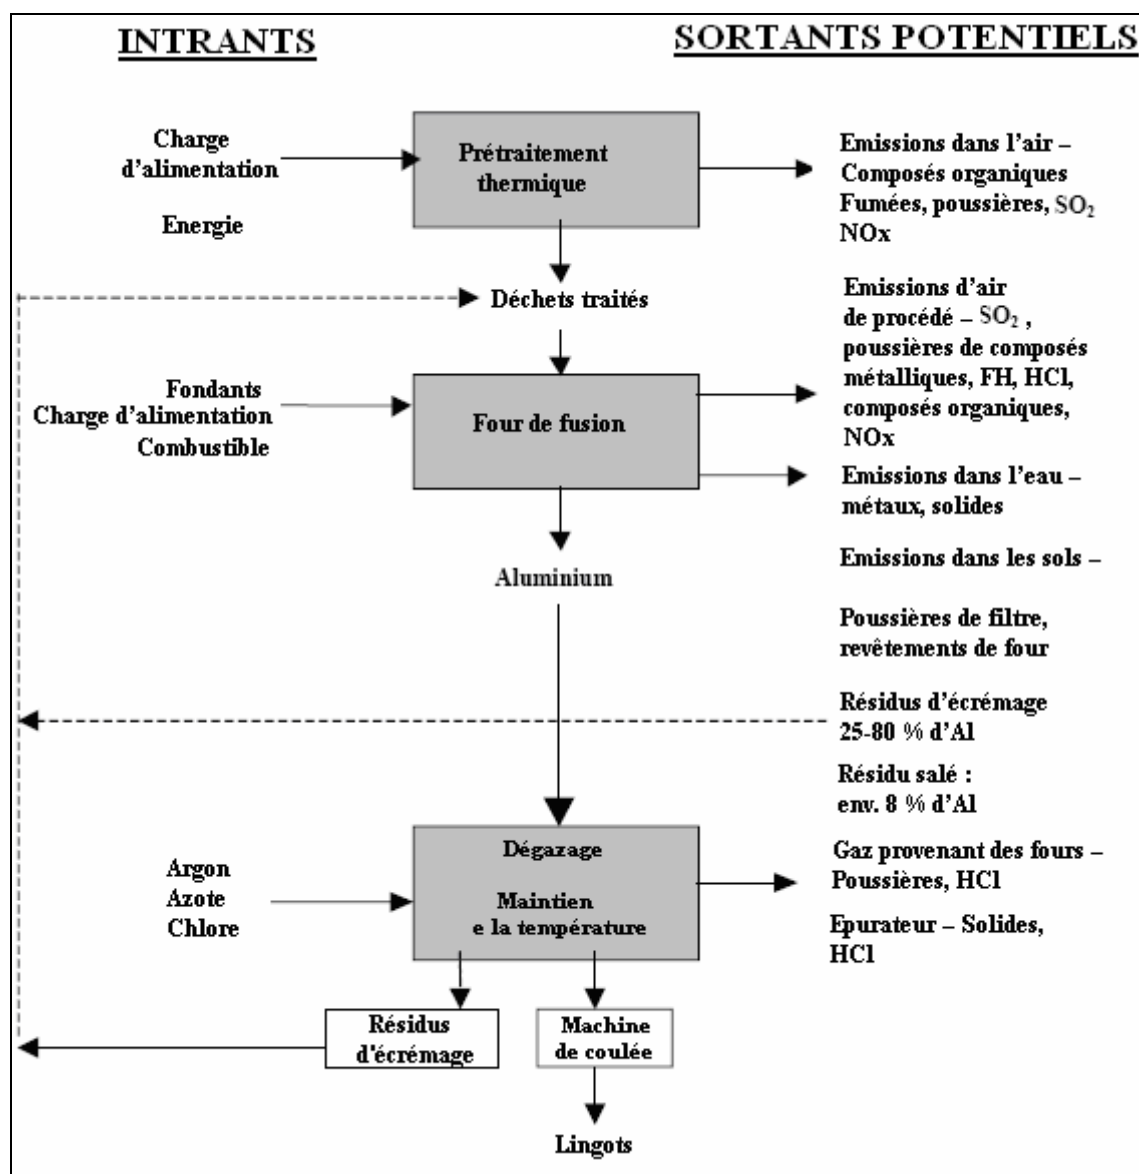 INTRANTS
SORTANTS POTENTIELS
Charge
d'alimentation
Energie
Prétraitement
thermique
Emissions dans l'air –
Composés organiques
Fumées, poussières, SO2
NOx
Déchets traités
Emissions d'air
de procédé – SO2 ,
poussières de composés
métalliques, FH, HCl,
composés organiques,
NOx
Fondants
Charge d'alimentation
Combustible
Four de fusion
Emissions dans l'eau –
métaux, solides
Aluminium
Emissions dans les sols –
Poussières de filtre,
revêtements de four
Résidus d'écrémage
25-80 % d'Al
Résidu salé :
env. 8 % d'Al
Argon
Azote
Chlore
Dégazage
Maintien
e la température
Gaz provenant des fours –
Poussières, HCl
Epurateur – Solides,
HCl
Résidus
d'écrémage
Machine
de coulée
Lingots